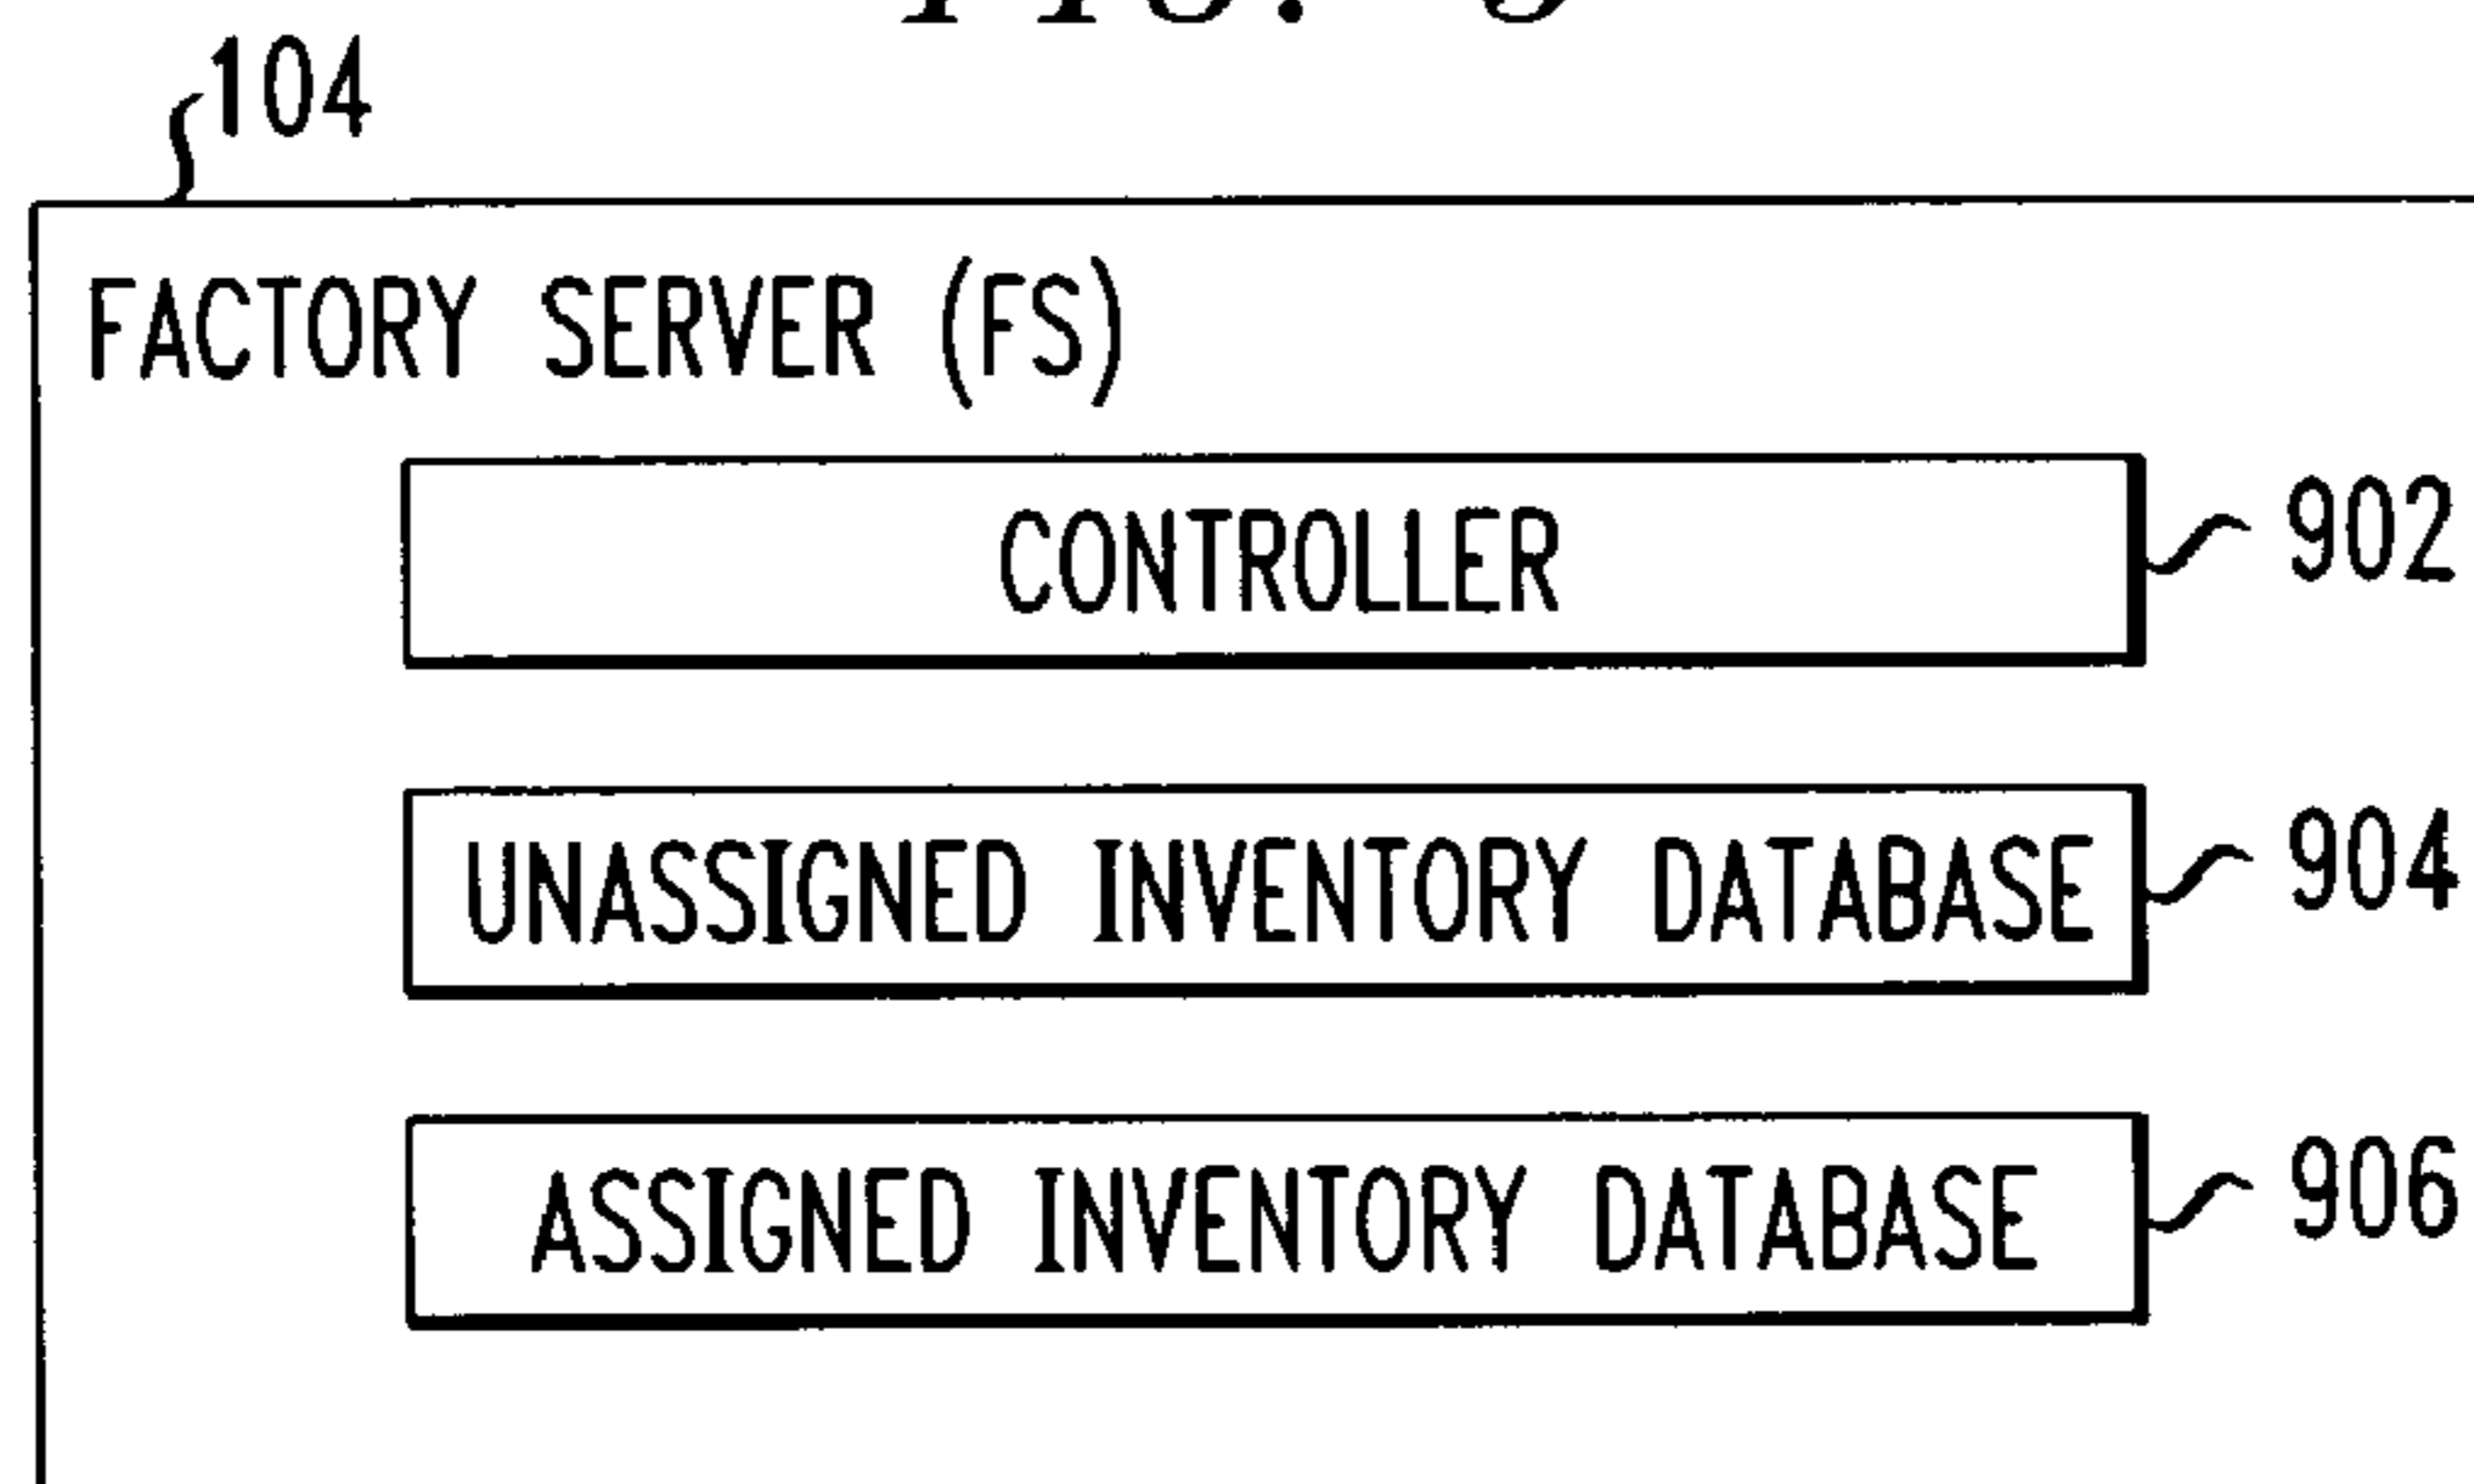 104
FACTORY SERVER (FS)
CONTROLLER
902
UNASSIGNED INVENTORY DATABASE
904
ASSIGNED INVENTORY DATABASE
906